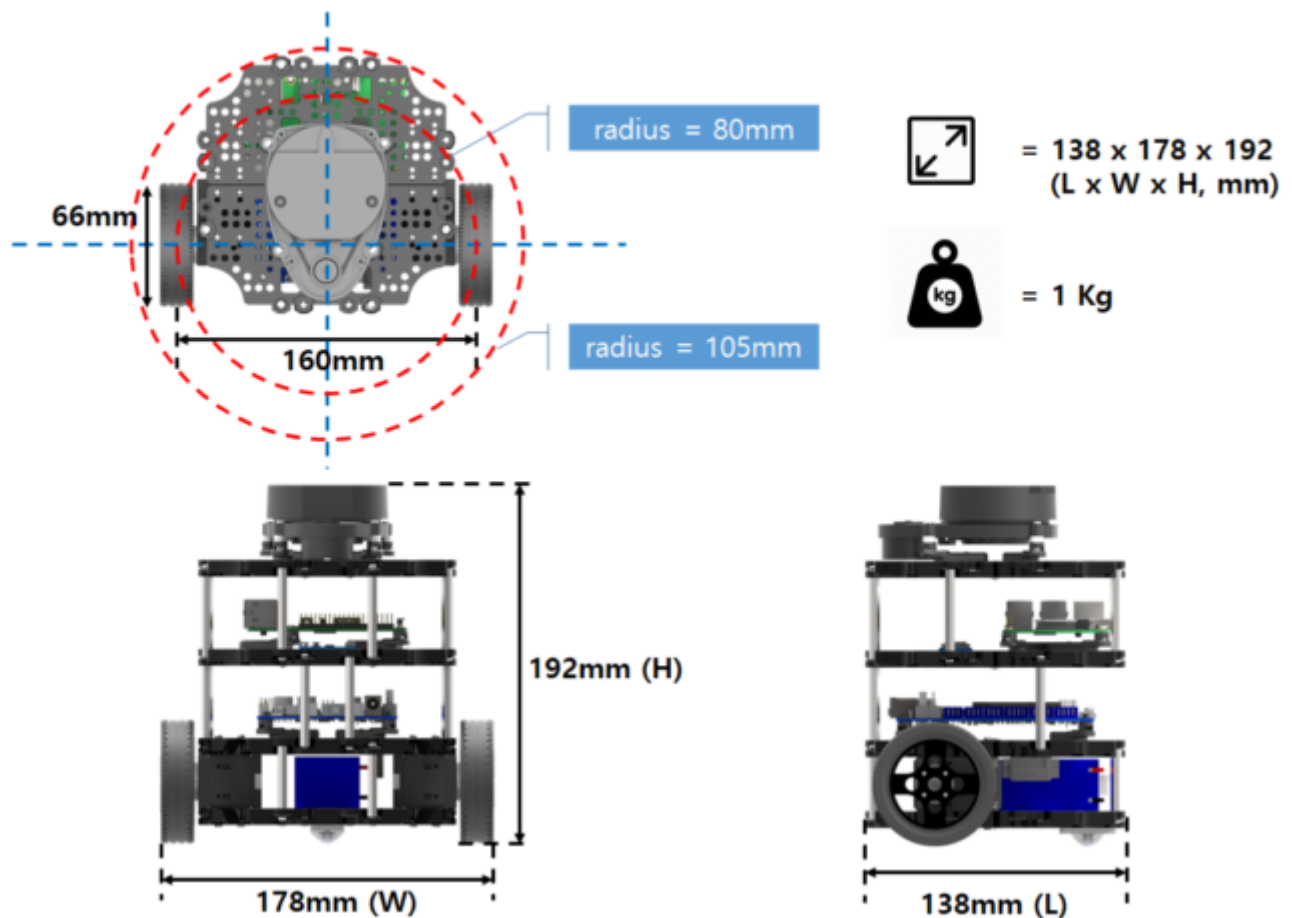 radius = 80mm
= 138 x 178 x 192
(L x W x H, mm)
66mm
kg
= 1 Kg
radius = 105mm
160mm
192mm (H)
178mm (W)
138mm (L)